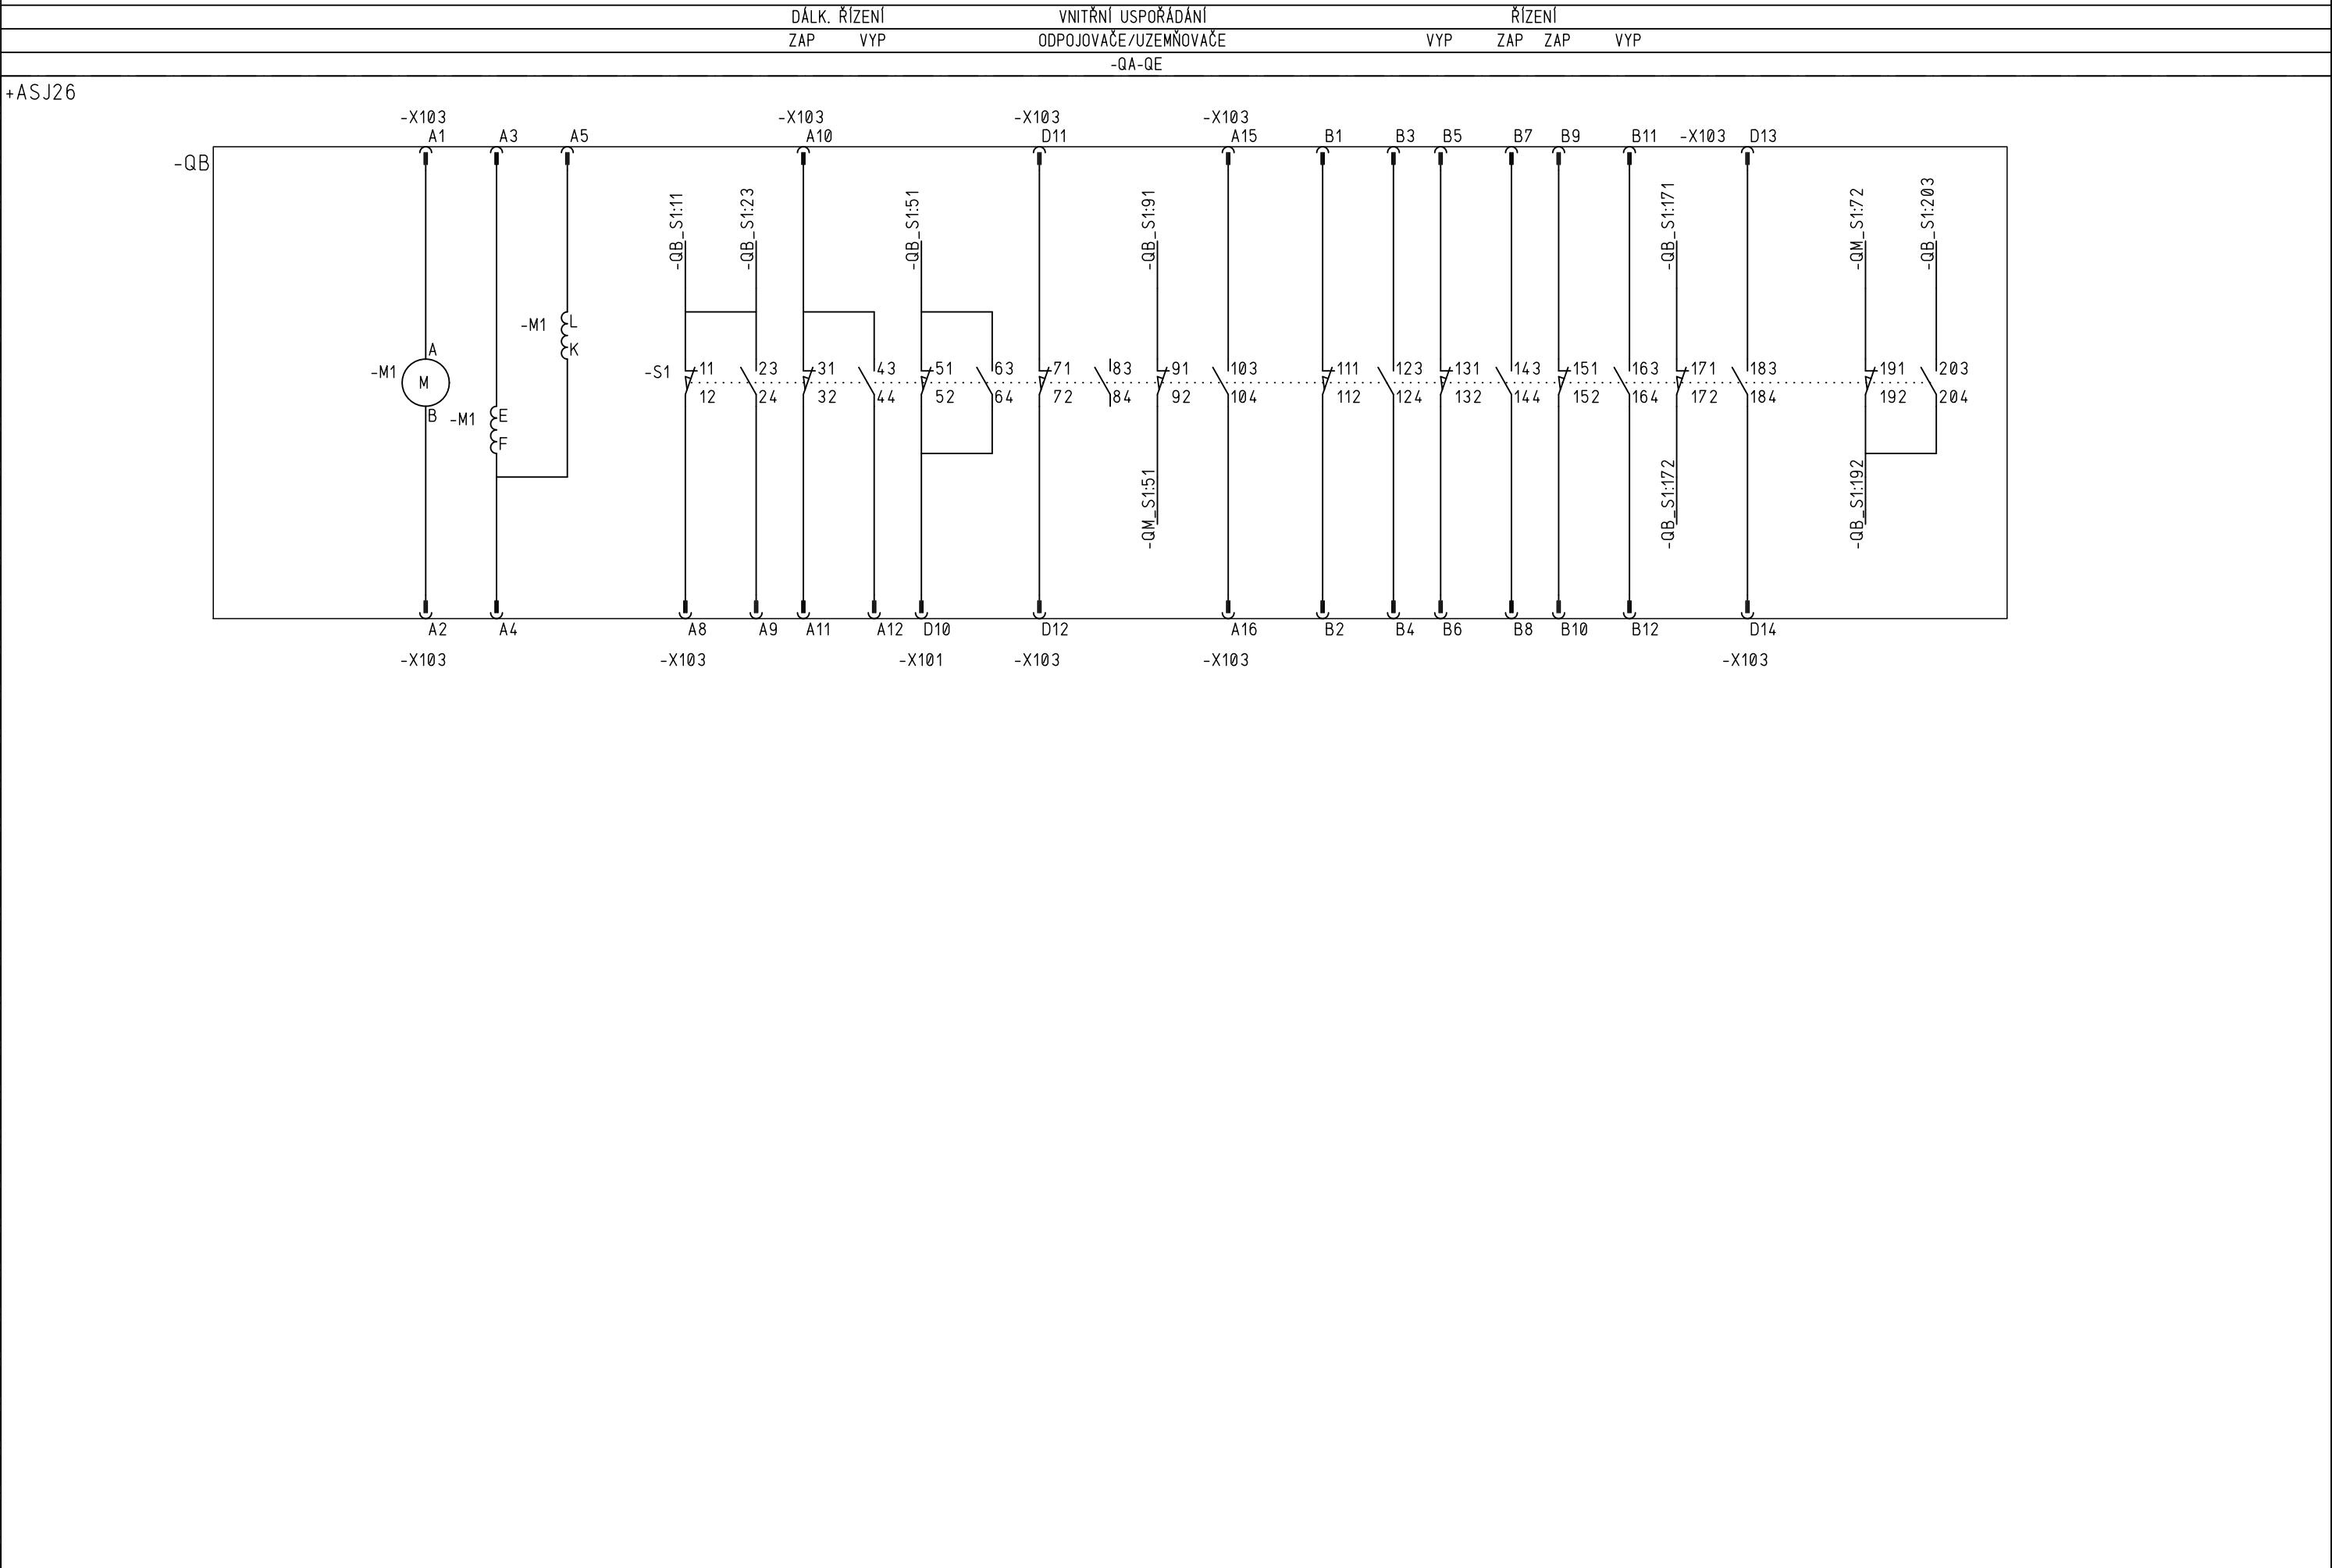 DÁLK. ŘÍZENÍ VNITŘNÍ USPOŘÁDÁNÍ ŘÍZENÍ
ZAP VYP ODPOJOVAČE/UZEMŇOVAČE VYP ZAP ZAP VYP
-QA-QE
+ASJ26
-X103 -X103 -X103 -X103
A1 A3 A5 A10 D11 A15 B1 B3 B5 B7 B9 B11 -X103 D13
-QB
-QB_S1:11 -QB_S1:23 -QB_S1:51 -QB_S1:91 -QB_S1:171 -QM_S1:72 -QB_S1:203
-M1 L
A K
-M1 M -S1 11 23 31 43 51 63 71 83 91 103 111 123 131 143 151 163 171 183 191 203
12 24 32 44 52 64 72 84 92 104 112 124 132 144 152 164 172 184 192 204
B -M1 E
F
-QM_S1:51 -QB_S1:172 -QB_S1:192
A2 A4 A8 A9 A11 A12 D10 D12 A16 B2 B4 B6 B8 B10 B12 D14
-X103 -X103 -X101 -X103 -X103 -X103